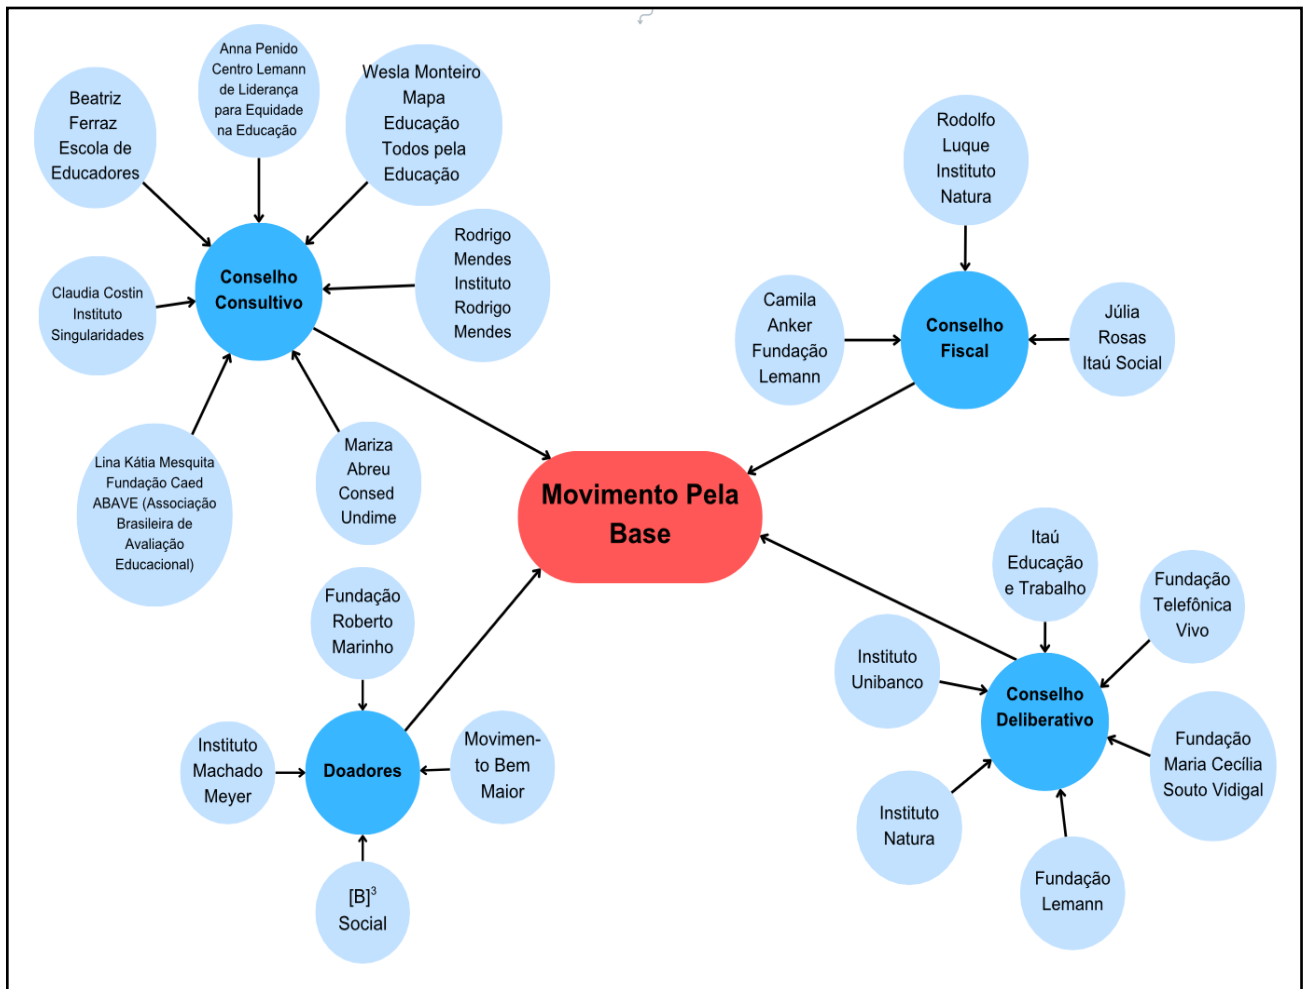 Anna Penido
Centro Lemann
de Liderança
para Equidade
na Educação
Beatriz
Ferraz
Escola de
Educadores
Wesla Monteiro
Mapa
Educação
Todos pela
Educação
Conselho
Consultivo
Rodrigo
Mendes
Instituto
Rodrigo
Mendes
Claudia Costin
Instituto
Singularidades
Lina Kátia Mesquita
Fundação Caed
ABAVE (Associação
Brasileira de
Avaliação
Educacional)
Mariza
Abreu
Consed
Undime
Rodolfo
Luque
Instituto
Natura
Camila
Anker
Fundação
Lemann
Conselho
Fiscal
Júlia
Rosas
Itaú Social
Movimento Pela
Base
Fundação
Roberto
Marinho
Instituto
Machado
Meyer
Doadores
Movimen-
to Bem
Maior
[B]³
Social
Itaú
Educação
e Trabalho
Fundação
Telefônica
Vivo
Instituto
Unibanco
Conselho
Deliberativo
Fundação
Maria Cecília
Souto Vidigal
Instituto
Natura
Fundação
Lemann